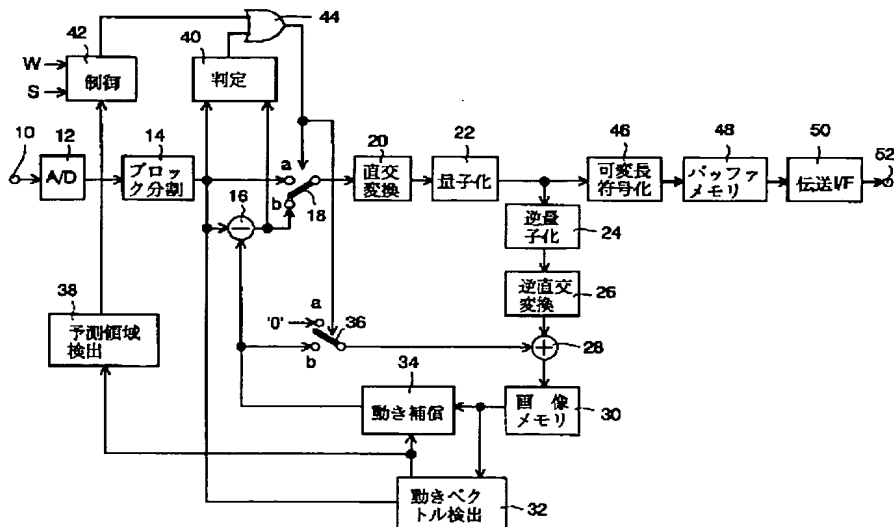 44
42
40
W
S
制御
判定
10
12
14
20
22
46
48
50
52
A/D
ブロッ
ク分割
a
b
18
直交
変換
量子化
可変長
符号化
バッファ
メモリ
伝送I/F
16
逆量
子化
24
38
予測領域
検出
逆直交
変換
26
a
'0'
36
b
28
34
動き補償
画 像
メモリ
30
動きベク
トル検出
32